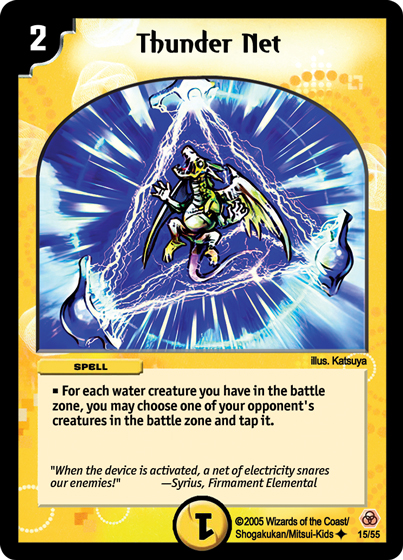 2
Thunder Net
illus. Katsuya
SPELL
▪ For each water creature you have in the battle
zone, you may choose one of your opponent's
creatures in the battle zone and tap it.
"When the device is activated, a net of electricity snares
our enemies!" —Syrius, Firmament Elemental
1
©2005 Wizards of the Coast/
Shogakukan/Mitsui-Kids ✦ 15/55